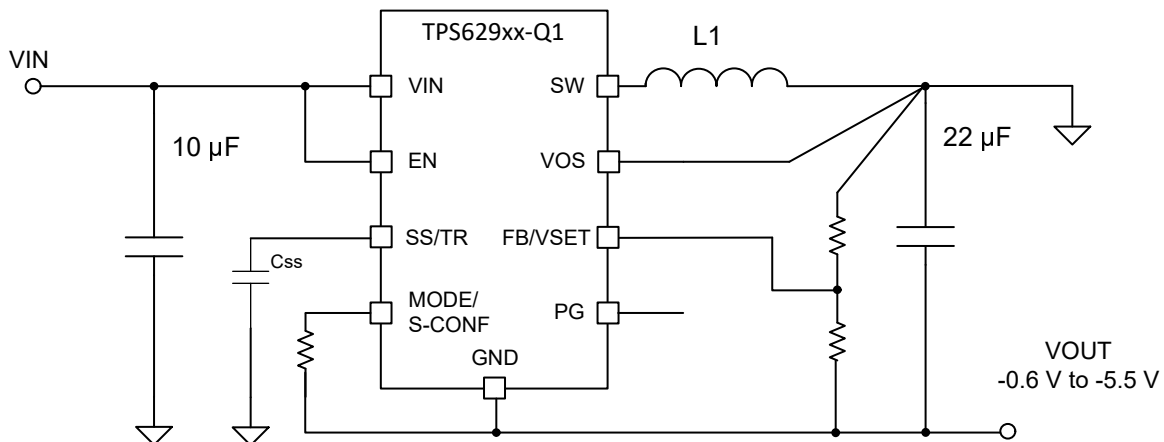 TPS629xx-Q1
L1
VIN
VIN
SW
10 µF
22 µF
EN
VOS
SS/TR
FB/VSET
Css
MODE/
S-CONF
PG
GND
VOUT
-0.6 V to -5.5 V